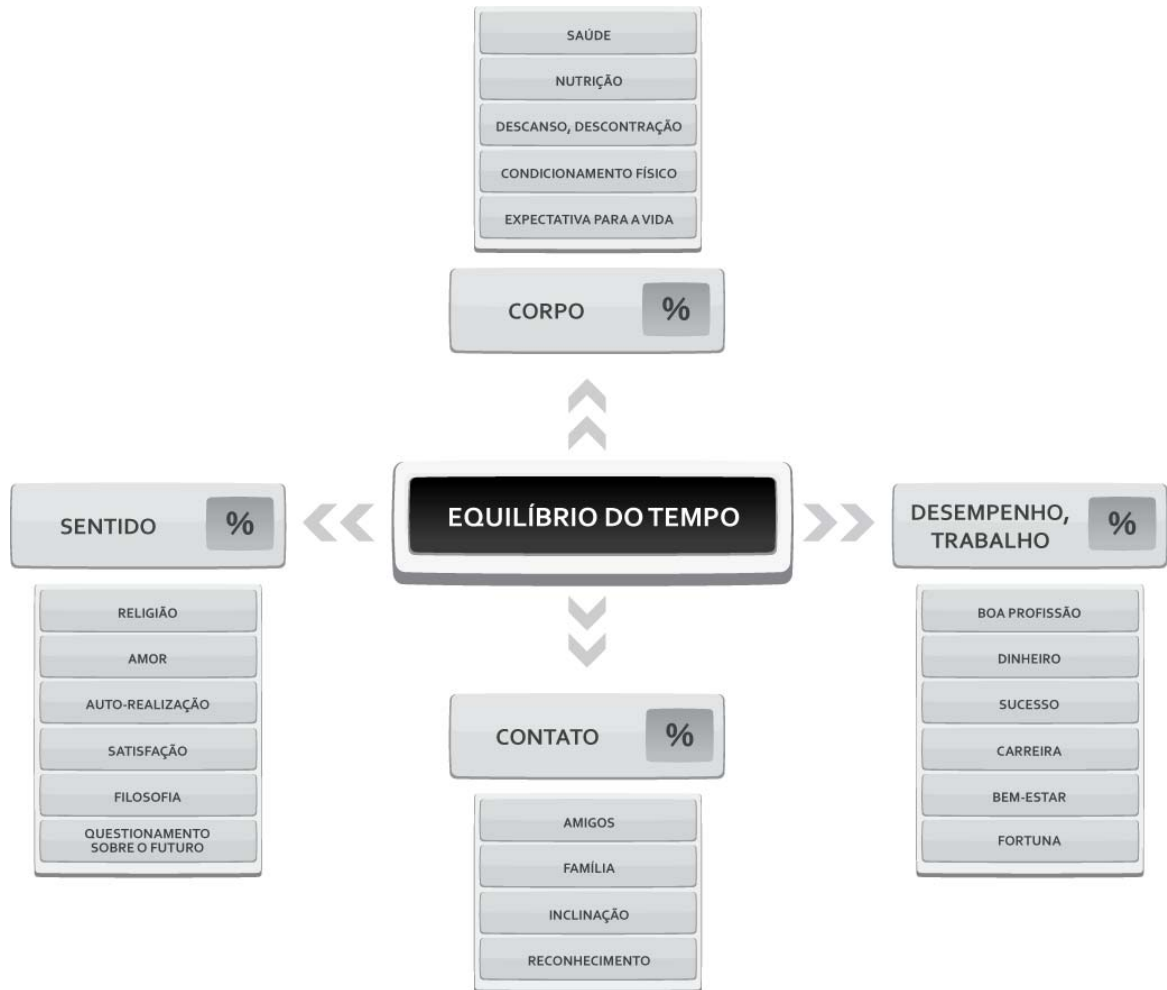 SAÚDE
NUTRIÇÃO
DESCANSO, DESCONTRAÇÃO
CONDICIONAMENTO FÍSICO
EXPECTATIVA PARA A VIDA
CORPO %
EQUILÍBRIO DO TEMPO
SENTIDO %
RELIGIÃO
AMOR
AUTO-REALIZAÇÃO
SATISFAÇÃO
FILOSOFIA
QUESTIONAMENTO
SOBRE O FUTURO
CONTATO %
AMIGOS
FAMÍLIA
INCLINAÇÃO
RECONHECIMENTO
DESEMPENHO,
TRABALHO %
BOA PROFISSÃO
DINHEIRO
SUCESSO
CARREIRA
BEM-ESTAR
FORTUNA